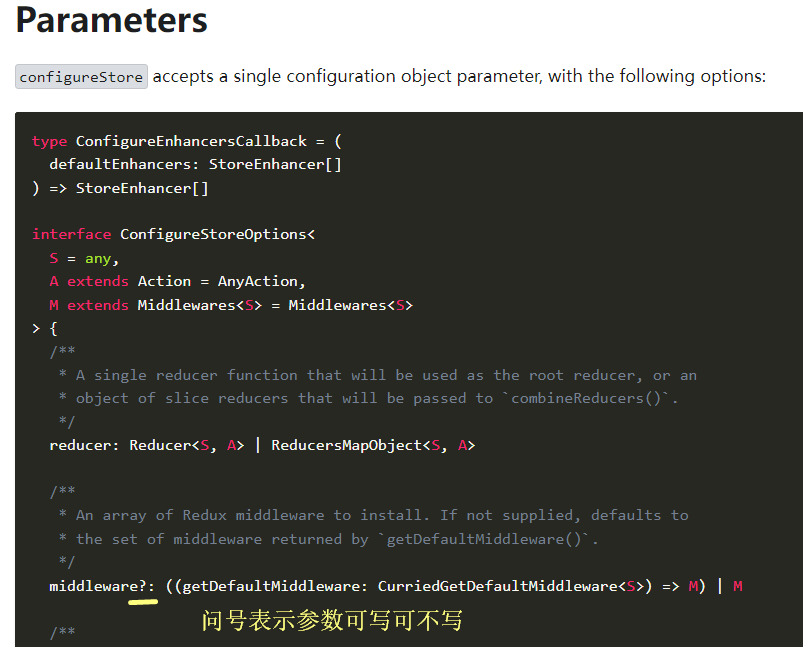 Parameters
configureStore accepts a single configuration object parameter, with the following options:
type ConfigureEnhancersCallback = (
  defaultEnhancers: StoreEnhancer[]
) => StoreEnhancer[]
interface ConfigureStoreOptions<
  S = any,
  A extends Action = AnyAction,
  M extends Middlewares<S> = Middlewares<S>
> {
  /**
   * A single reducer function that will be used as the root reducer, or an
   * object of slice reducers that will be passed to `combineReducers()`.
   */
  reducer: Reducer<S, A> | ReducersMapObject<S, A>
  /**
   * An array of Redux middleware to install. If not supplied, defaults to
   * the set of middleware returned by `getDefaultMiddleware()`.
   */
  middleware?: ((getDefaultMiddleware: CurriedGetDefaultMiddleware<S>) => M) | M
问号表示参数可写可不写
  /**